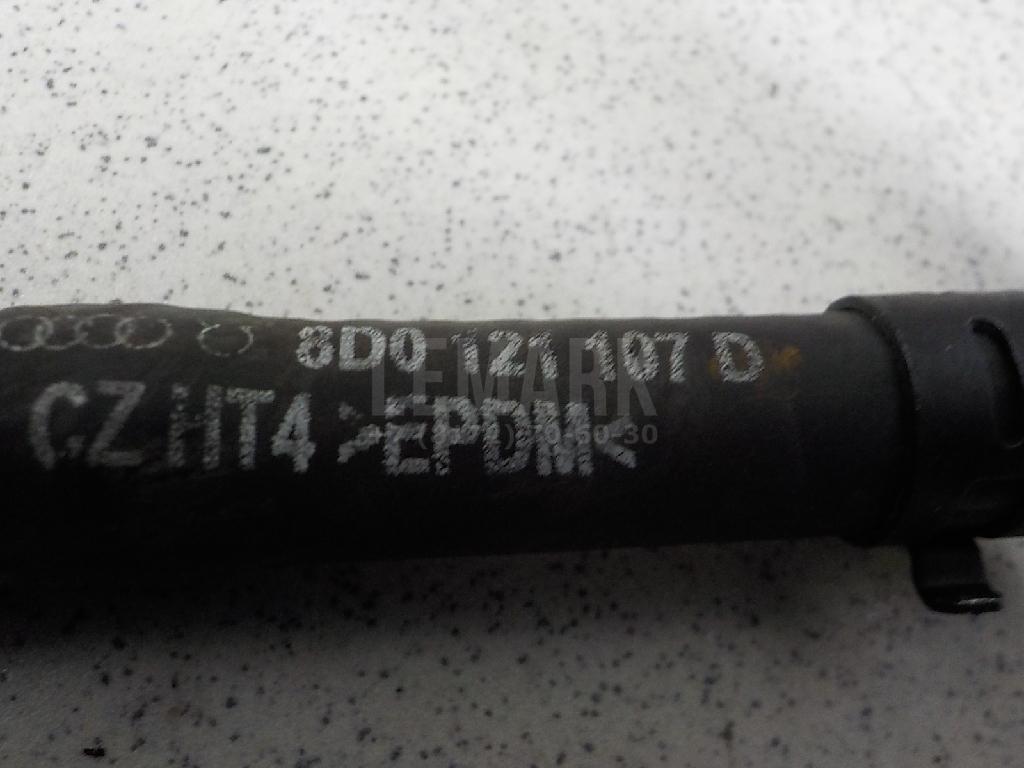 8D0 121 107 D
CZ HT4 >EPDM<
LEMARK